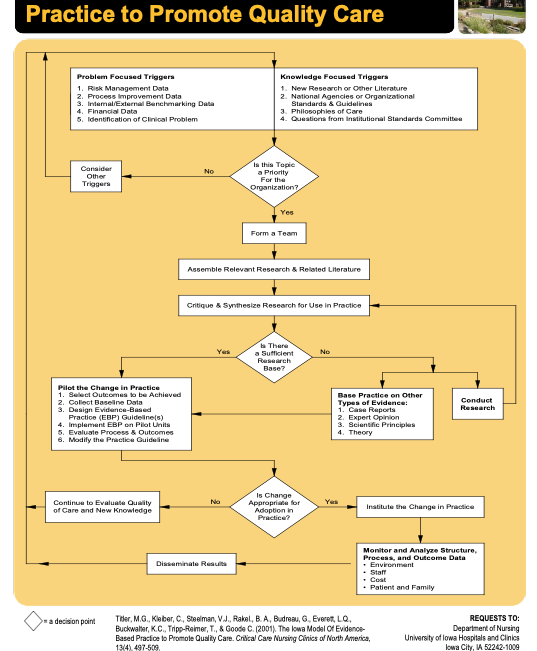 Practice to Promote Quality Care
Problem Focused Triggers
1. Risk Management Data
2. Process Improvement Data
3. Internal/External Benchmarking Data
4. Financial Data
5. Identification of Clinical Problem
Knowledge Focused Triggers
1. New Research or Other Literature
2. National Agencies or Organizational
Standards & Guidelines
3. Philosophies of Care
4. Questions from Institutional Standards Committee
Consider
Other
Triggers
No
Is this Topic
a Priority
For the
Organization?
Yes
Form a Team
Assemble Relevant Research & Related Literature
Critique & Synthesize Research for Use in Practice
Yes
Is There
a Sufficient
Research
Base?
No
Pilot the Change in Practice
1. Select Outcomes to be Achieved
2. Collect Baseline Data
3. Design Evidence-Based
Practice (EBP) Guideline(s)
4. Implement EBP on Pilot Units
5. Evaluate Process & Outcomes
6. Modify the Practice Guideline
Base Practice on Other
Types of Evidence:
1. Case Reports
2. Expert Opinion
3. Scientific Principles
4. Theory
Conduct
Research
Continue to Evaluate Quality
of Care and New Knowledge
No
Is Change
Appropriate for
Adoption in
Practice?
Yes
Institute the Change in Practice
Disseminate Results
Monitor and Analyze Structure,
Process, and Outcome Data
• Environment
• Staff
• Cost
• Patient and Family
= a decision point
Titler, M.G., Kleiber, C., Steelman, V.J., Rakel., B. A., Budreau, G., Everett, L.Q.,
Buckwalter, K.C., Tripp-Reimer, T., & Goode C. (2001). The Iowa Model Of Evidence-
Based Practice to Promote Quality Care. Critical Care Nursing Clinics of North America,
13(4), 497-509.
REQUESTS TO:
Department of Nursing
University of Iowa Hospitals and Clinics
Iowa City, IA 52242-1009